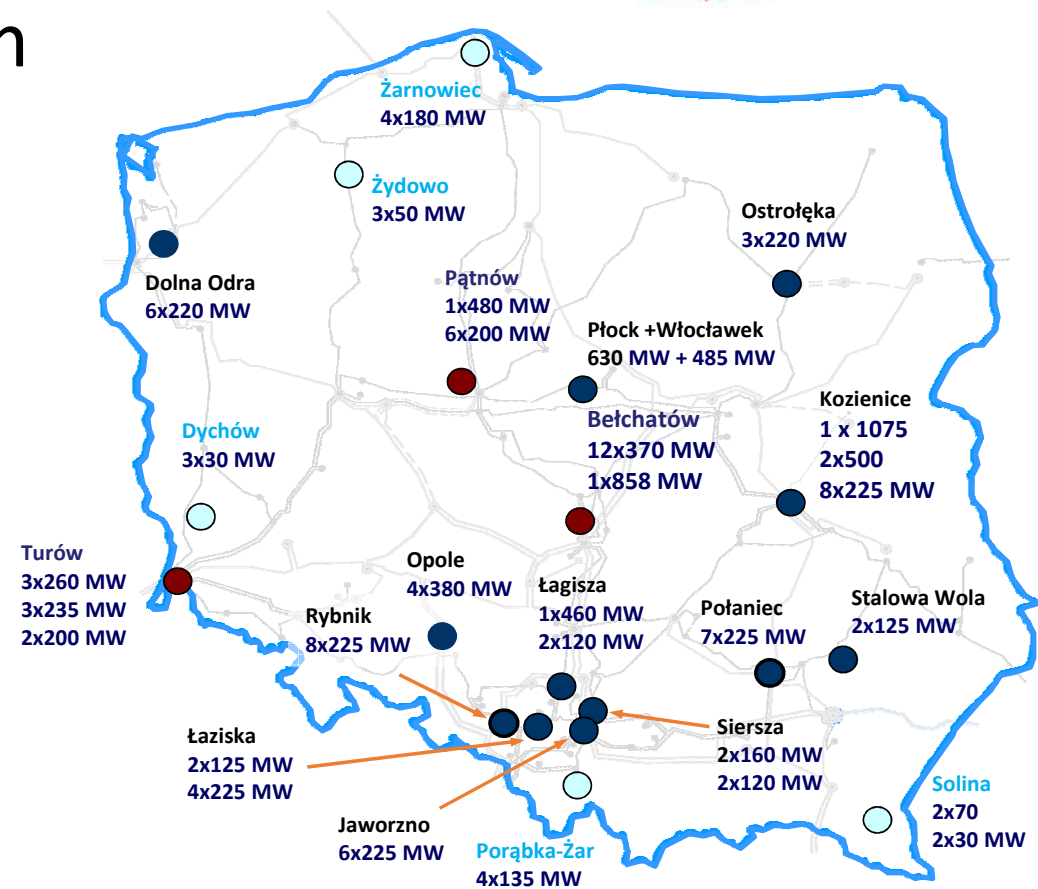 n
Żarnowiec
4x180 MW
Żydowo
3x50 MW
Ostrołęka
3x220 MW
Dolna Odra
6x220 MW
Pątnów
1x480 MW
6x200 MW
Płock +Włocławek
630 MW + 485 MW
Kozienice
1 x 1075
2x500
8x225 MW
Bełchatów
12x370 MW
1x858 MW
Dychów
3x30 MW
Turów
3x260 MW
3x235 MW
2x200 MW
Opole
4x380 MW
Rybnik
8x225 MW
Łagisza
1x460 MW
2x120 MW
Połaniec
7x225 MW
Stalowa Wola
2x125 MW
Łaziska
2x125 MW
4x225 MW
Siersza
2x160 MW
2x120 MW
Jaworzno
6x225 MW
Porąbka-Żar
4x135 MW
Solina
2x70
2x30 MW